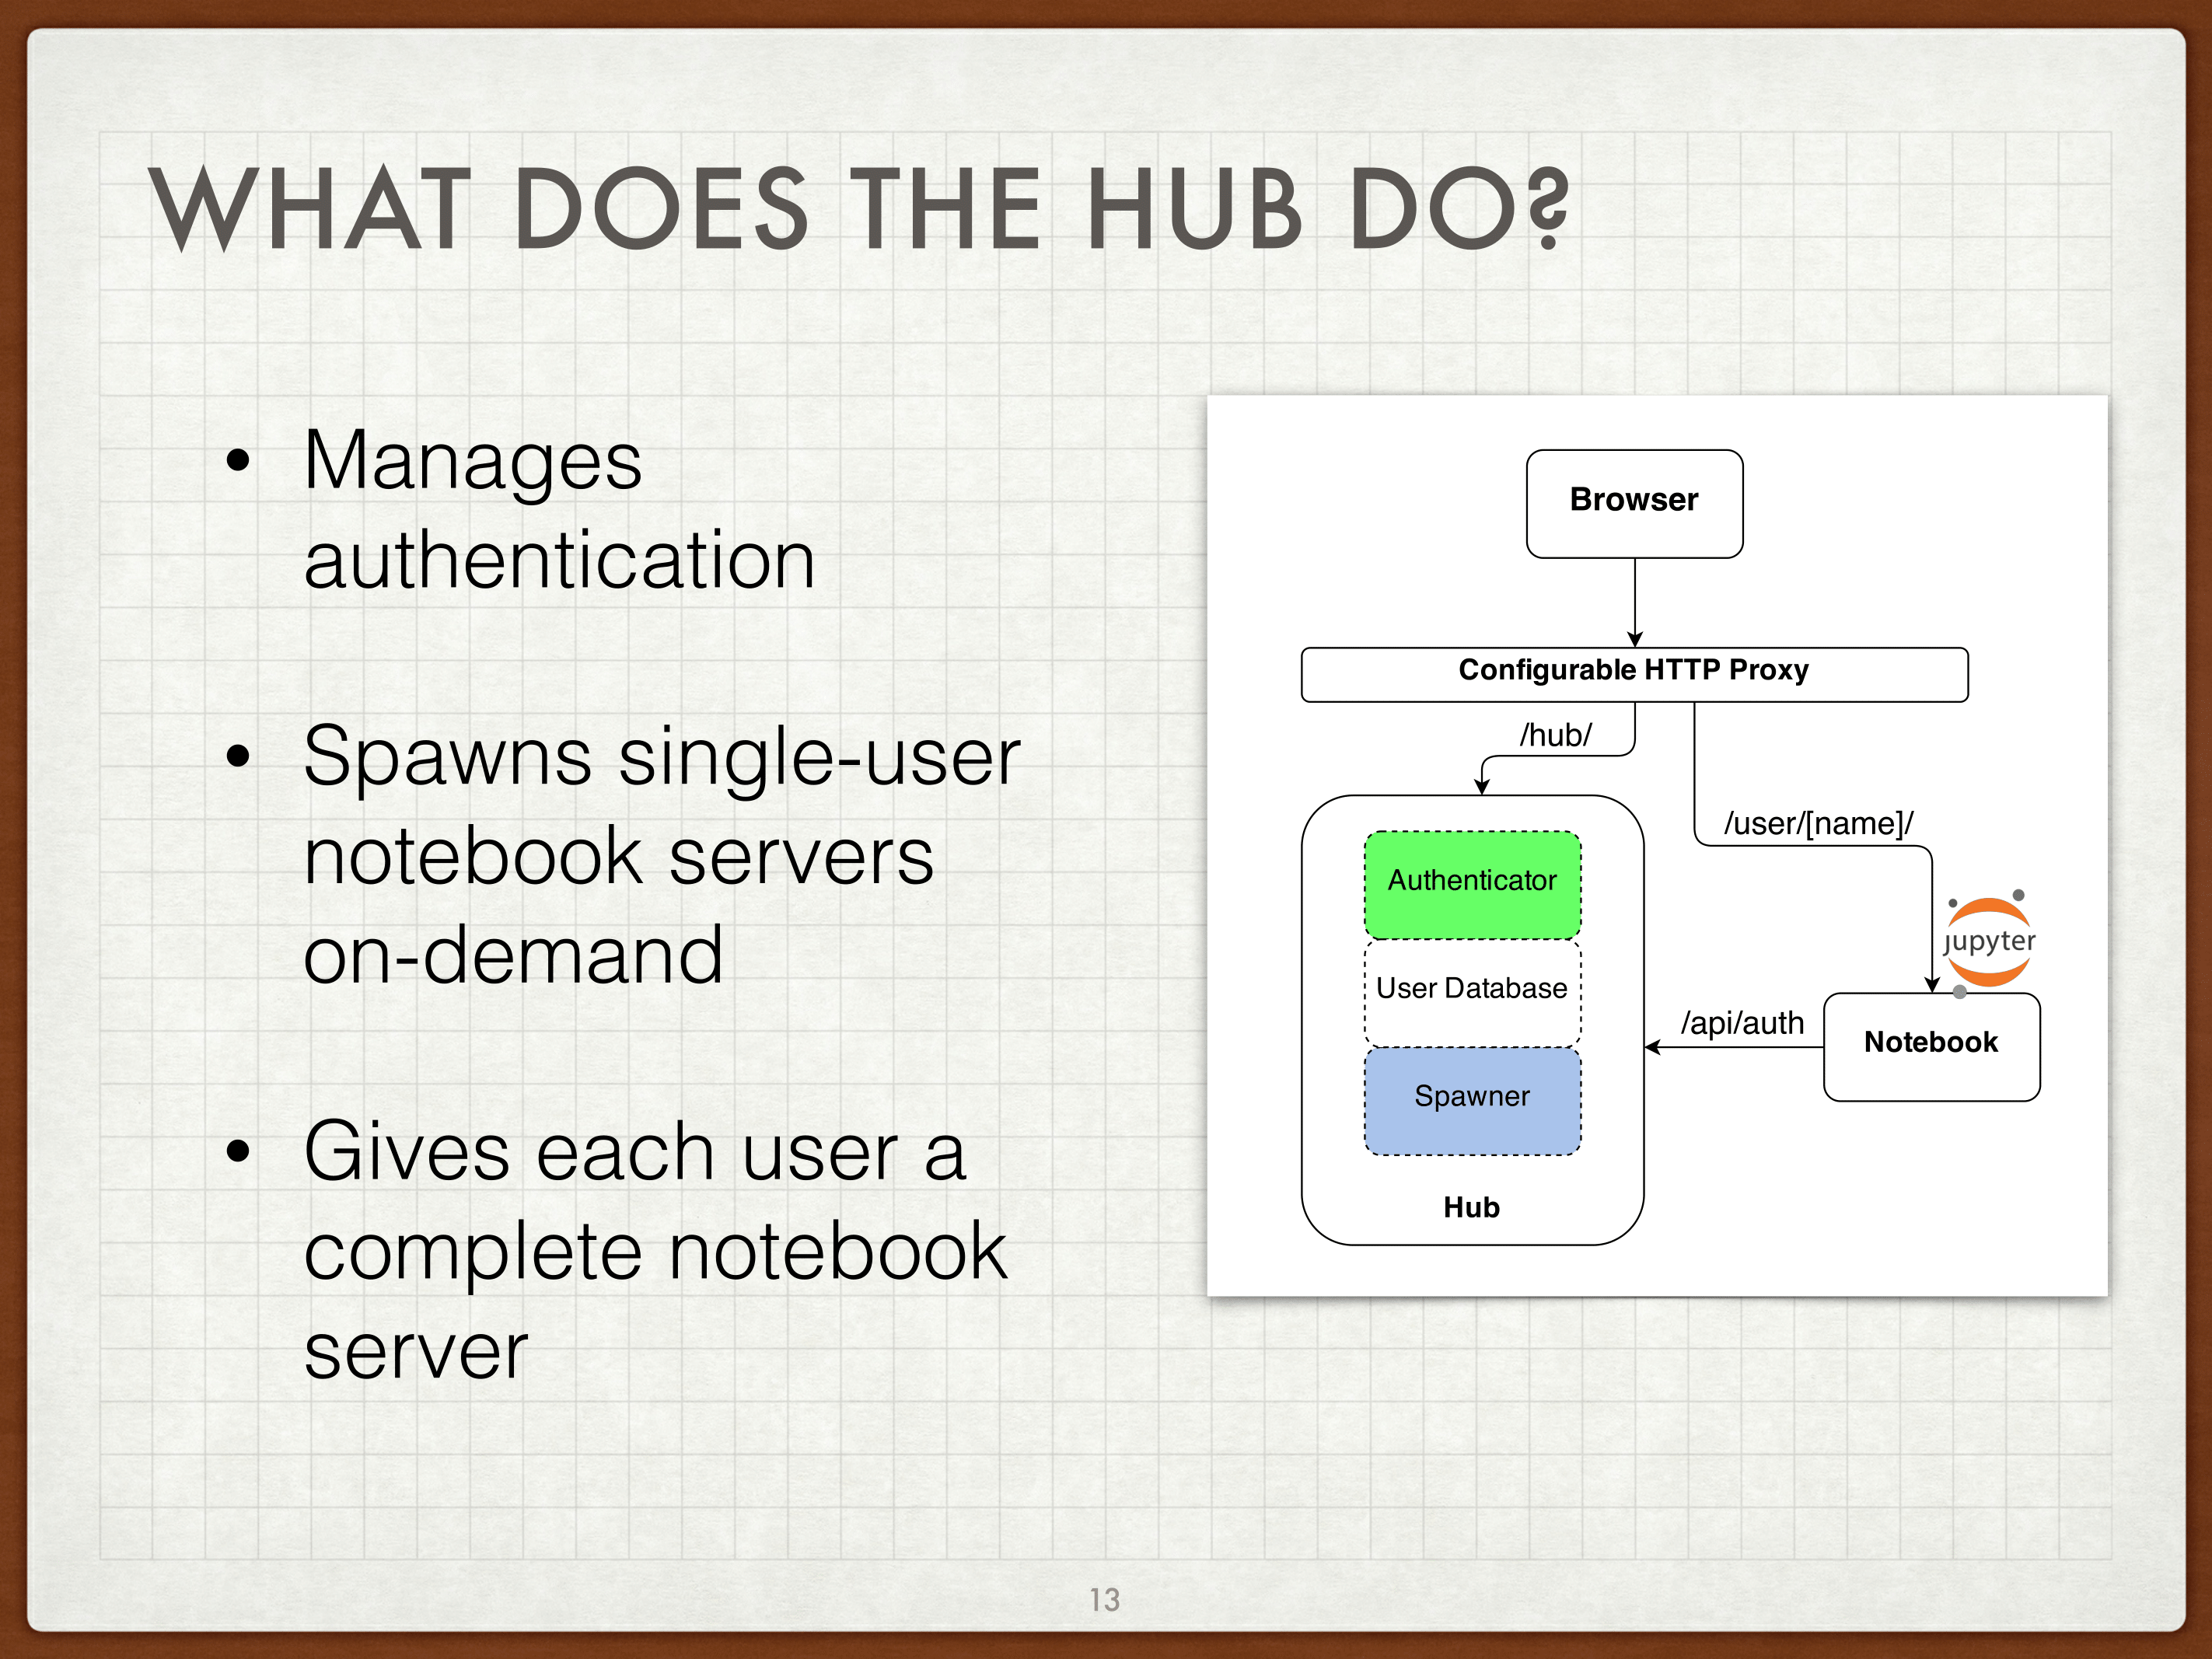 WHAT DOES THE HUB DO?
• Manages
authentication
• Spawns single-user
notebook servers
on-demand
• Gives each user a
complete notebook
server
Browser
Configurable HTTP Proxy
/hub/
/user/[name]/
Authenticator
jupyter
User Database
/api/auth
Notebook
Spawner
Hub
13